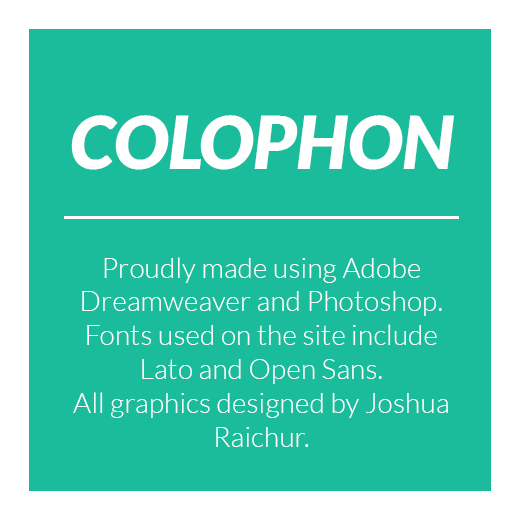 COLOPHON
Proudly made using Adobe
Dreamweaver and Photoshop.
Fonts used on the site include
Lato and Open Sans.
All graphics designed by Joshua
Raichur.